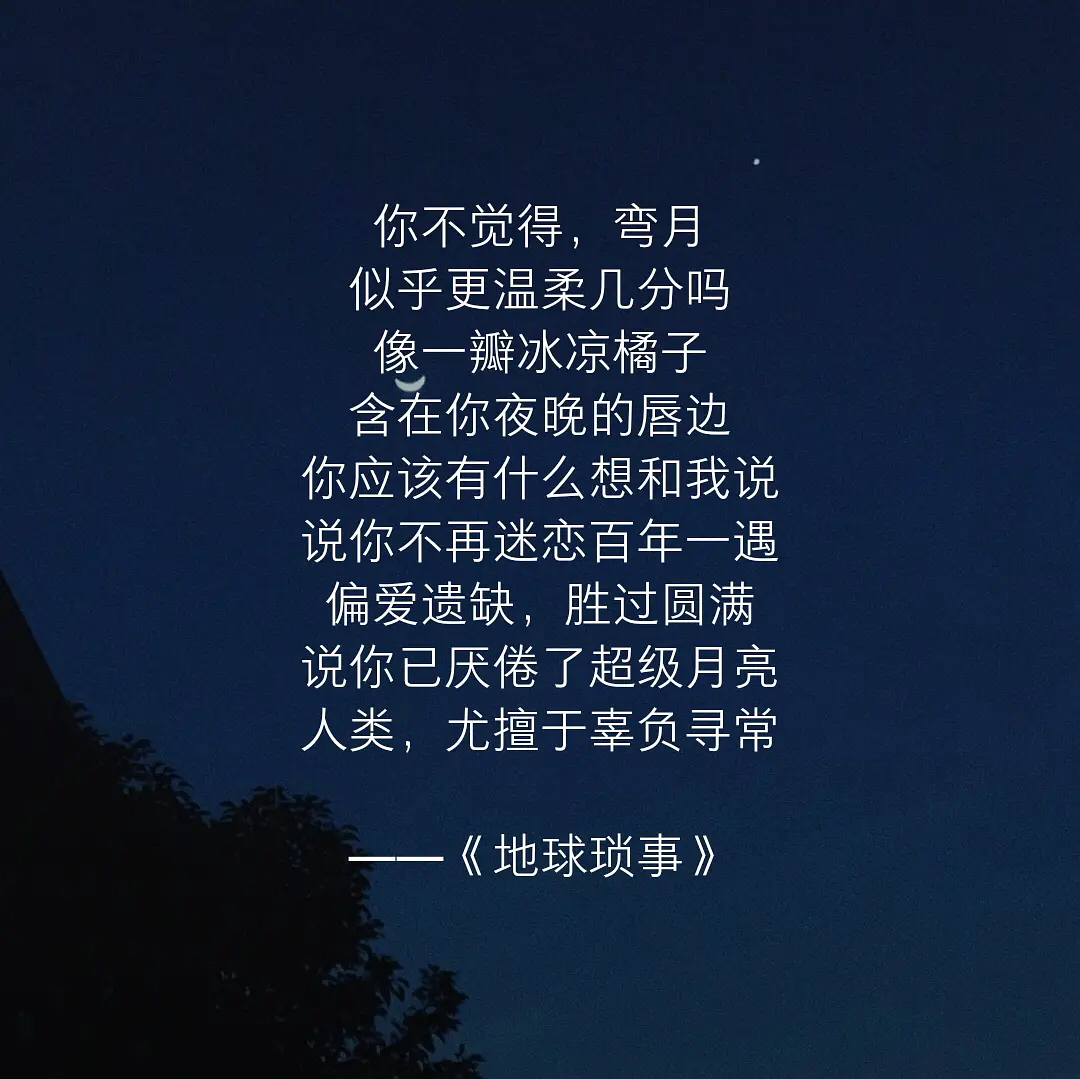 你不觉得，弯月
似乎更温柔几分吗
像一瓣冰凉橘子
含在你夜晚的唇边
你应该有什么想和我说
说你不再迷恋百年一遇
偏爱遗缺，胜过圆满
说你已厌倦了超级月亮
人类，尤擅于辜负寻常
——《地球琐事》